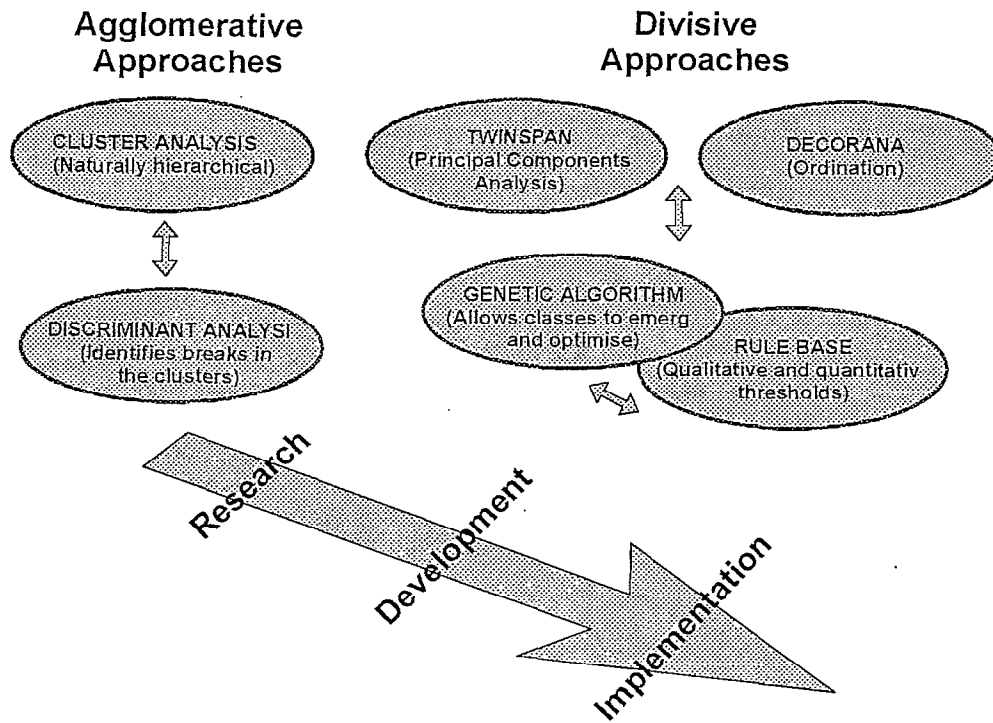 Agglomerative
Approaches
Divisive
Approaches
CLUSTER ANALYSIS
(Naturally hierarchical)
TWINSPAN
(Principal Components
Analysis)
DECORANA
(Ordination)
DISCRIMINANT ANALYSI
(Identifies breaks in
the clusters)
GENETIC ALGORITHM
(Allows classes to emerg
and optimise)
RULE BASE
(Qualitative and quantitativ
thresholds)
Research
Development
Implementation